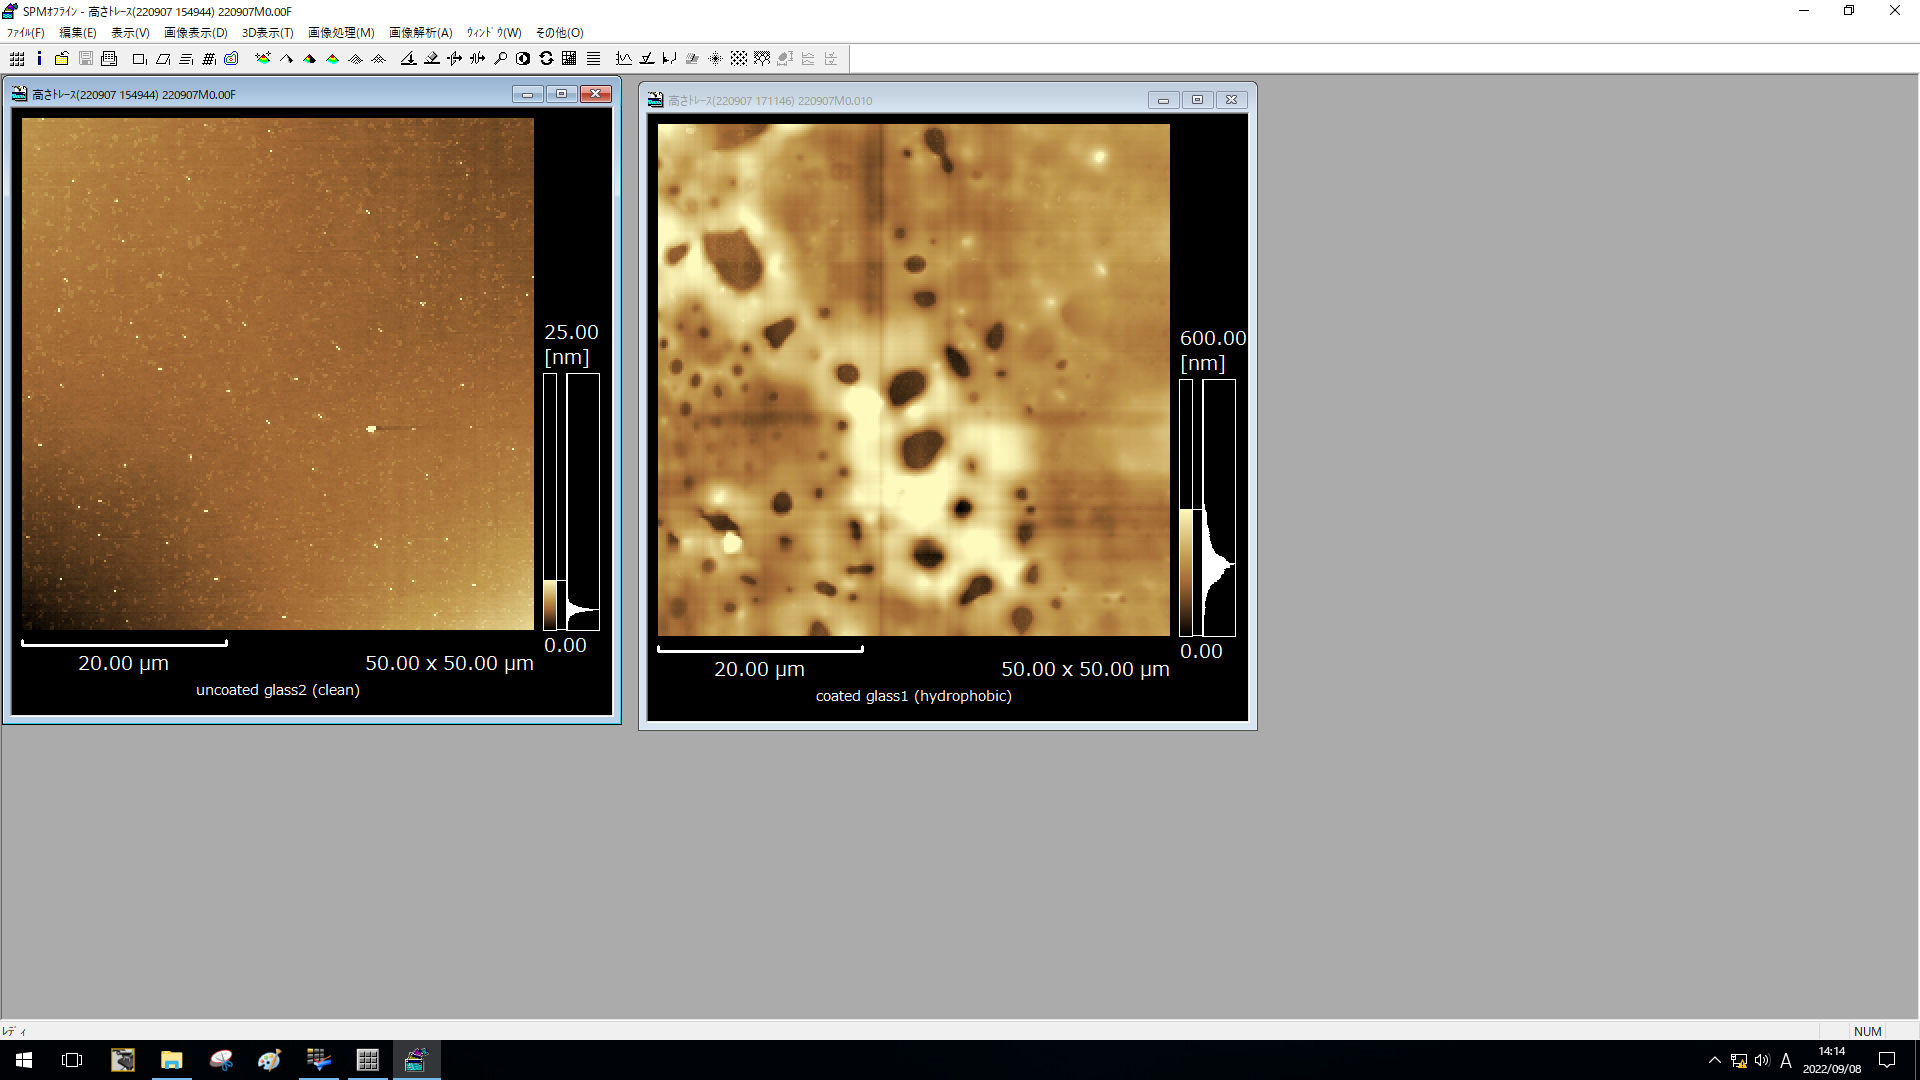 SPMｵﾌﾗｲﾝ - 高さﾄﾚｰｽ(220907 154944) 220907M0.00F
ﾌｧｲﾙ(F) 編集(E) 表示(V) 画像表示(D) 3D表示(T) 画像処理(M) 画像解析(A) ｳｨﾝﾄﾞｳ(W) その他(O)
高さﾄﾚｰｽ(220907 154944) 220907M0.00F
25.00
[nm]
0.00
20.00 µm
50.00 x 50.00 µm
uncoated glass2 (clean)
高さﾄﾚｰｽ(220907 171146) 220907M0.010
600.00
[nm]
0.00
20.00 µm
50.00 x 50.00 µm
coated glass1 (hydrophobic)
ﾚﾃﾞｨ
NUM
A
14:14
2022/09/08